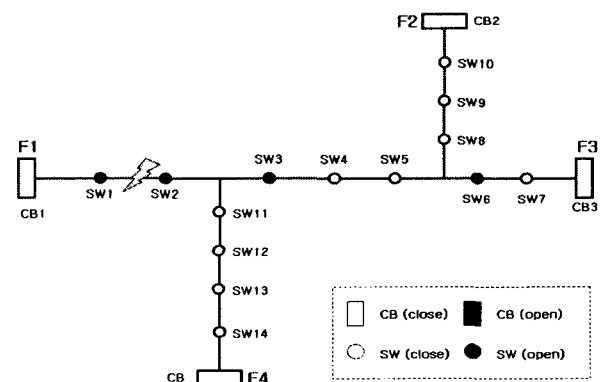 F2 CB2
SW10
SW9
SW8
F1
F3
SW3 SW4 SW5
SW1 SW2
SW6 SW7
CB1
CB3
SW11
SW12
SW13
SW14
CB F4
CB (close) CB (open)
SW (close) SW (open)